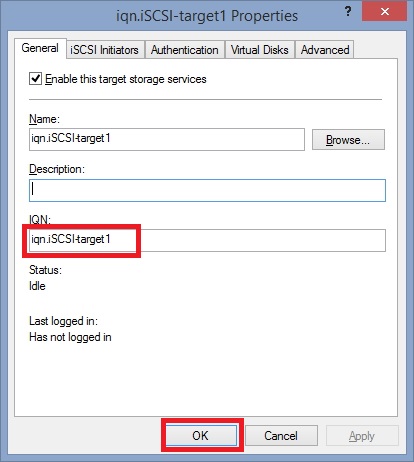 iqn.iSCSI-target1 Properties
General iSCSI Initiators Authentication Virtual Disks Advanced
Enable this target storage services
Name:
iqn.iSCSI-target1 Browse...
Description:
IQN:
iqn.iSCSI-target1
Status:
Idle
Last logged in:
Has not logged in
OK Cancel Apply